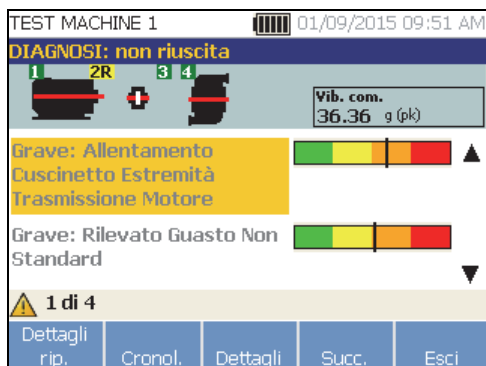 TEST MACHINE 1 01/09/2015 09:51 AM
DIAGNOSI: non riuscita
1 2R 3 4
Vib. com.
36.36 g (pk)
Grave: Allentamento
Cuscinetto Estremità
Trasmissione Motore
Grave: Rilevato Guasto Non
Standard
1 di 4
Dettagli
rip. Cronol. Dettagli Succ. Esci